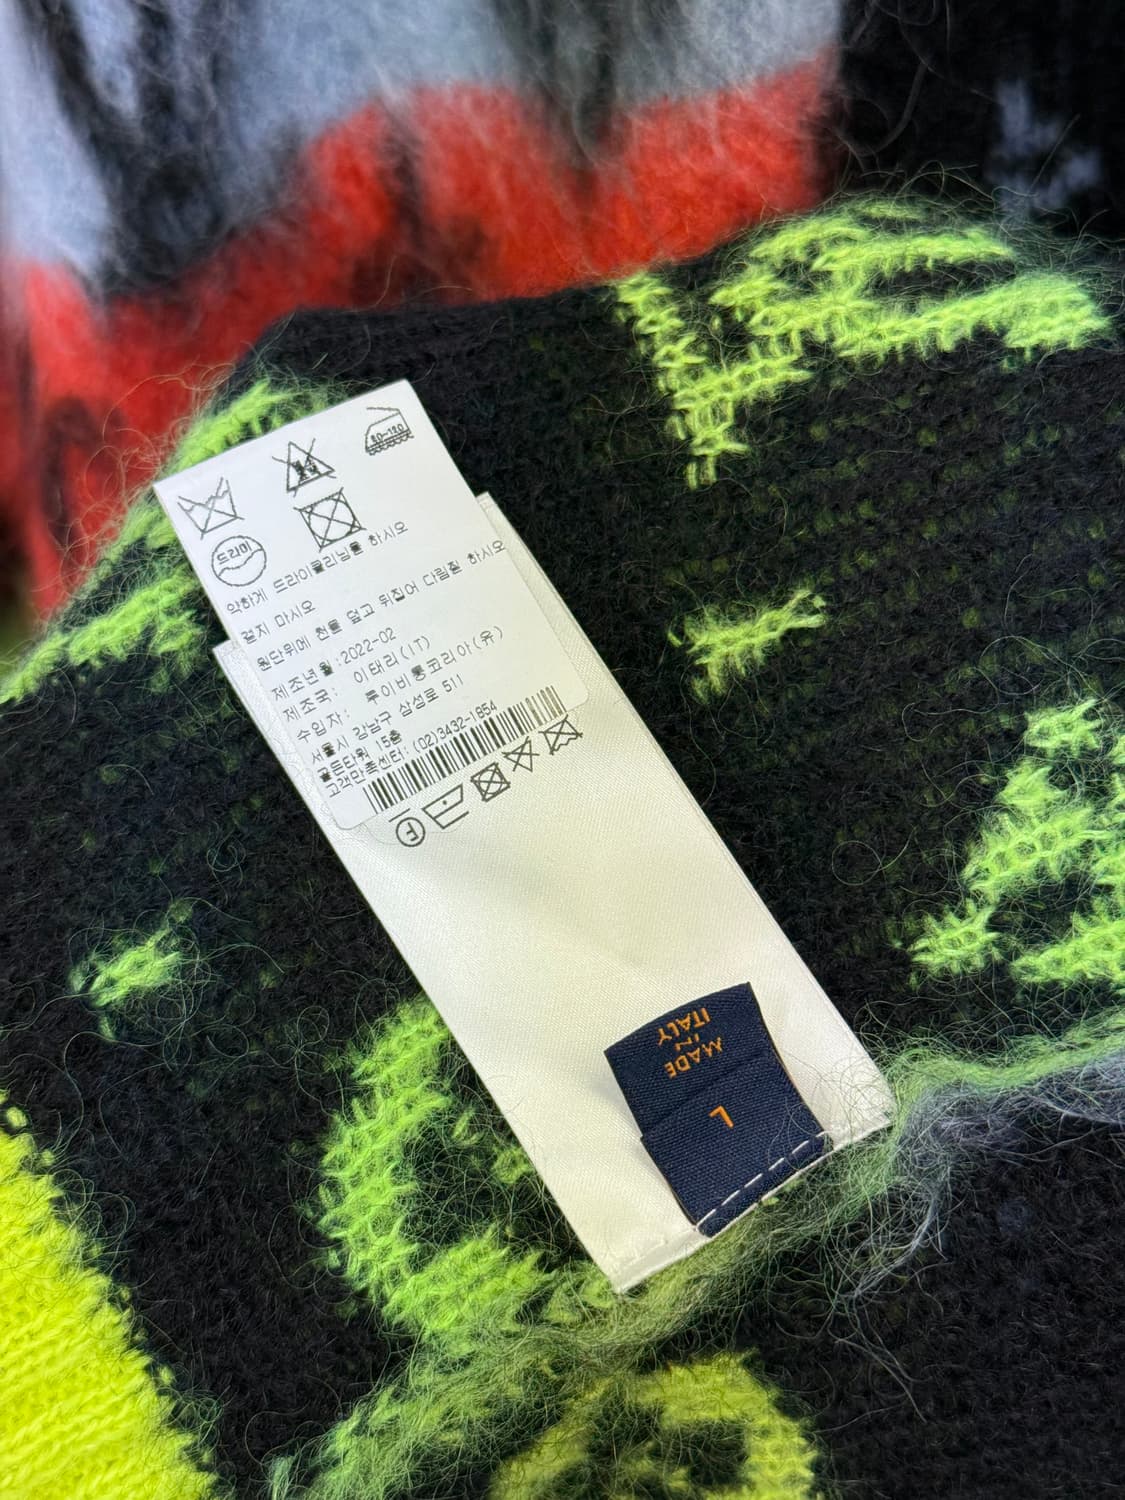 80-120
드라이
약하게 드라이클리닝을 하시오
걸지 마시오
원단위에 천을 덮고 뒤집어 다림질 하시오
제조년월:2022-02
제조국: 이태리(IT)
수입자: 루이비통코리아(유)
서울시 강남구 삼성로 511
골든타워 15층
고객만족센터: (02)3432-1854
F
MADE
IN
ITALY
L